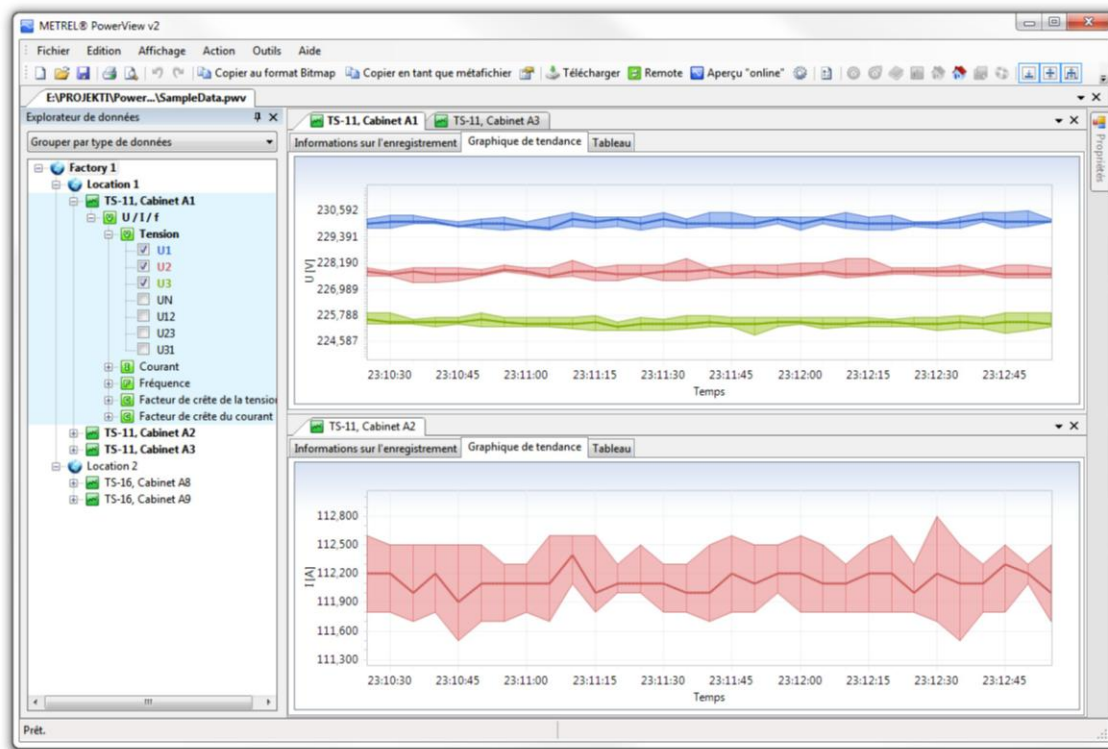 METREL® PowerView v2
Fichier Edition Affichage Action Outils Aide
Copier au format Bitmap Copier en tant que métafichier Télécharger Remote Aperçu "online"
E:\PROJEKTI\Power...\SampleData.pwv
Explorateur de données
Grouper par type de données
Factory 1
Location 1
TS-11, Cabinet A1
U / I / f
Tension
U1
U2
U3
UN
U12
U23
U31
Courant
Fréquence
Facteur de crête de la tension
Facteur de crête du courant
TS-11, Cabinet A2
TS-11, Cabinet A3
Location 2
TS-16, Cabinet A8
TS-16, Cabinet A9
TS-11, Cabinet A1 TS-11, Cabinet A3
Informations sur l'enregistrement Graphique de tendance Tableau
U [V]
230,592
229,391
228,190
226,989
225,788
224,587
23:10:30 23:10:45 23:11:00 23:11:15 23:11:30 23:11:45 23:12:00 23:12:15 23:12:30 23:12:45
Temps
TS-11, Cabinet A2
Informations sur l'enregistrement Graphique de tendance Tableau
I [A]
112,800
112,500
112,200
111,900
111,600
111,300
23:10:30 23:10:45 23:11:00 23:11:15 23:11:30 23:11:45 23:12:00 23:12:15 23:12:30 23:12:45
Temps
Propriétés
Prêt.